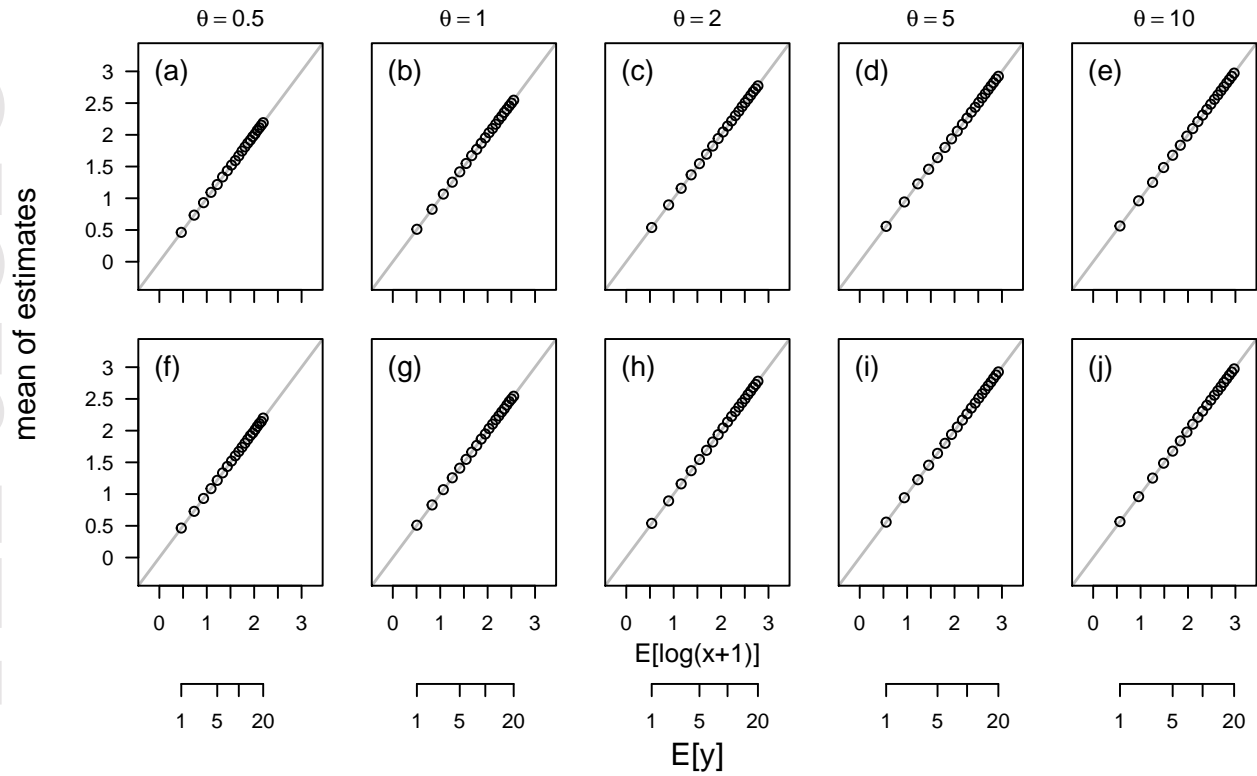 θ = 0.5 θ = 1 θ = 2 θ = 5 θ = 10
(a) (b) (c) (d) (e)
3
2.5
2
1.5
1
0.5
0
mean of estimates
(f) (g) (h) (i) (j)
3
2.5
2
1.5
1
0.5
0
0 1 2 3 0 1 2 3 0 1 2 3 0 1 2 3 0 1 2 3
E[log(x+1)]
1 5 20 1 5 20 1 5 20 1 5 20 1 5 20
E[y]